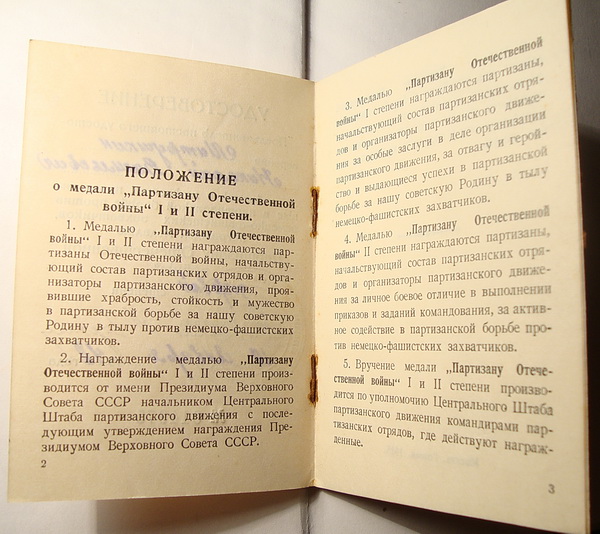 ПОЛОЖЕНИЕ
о медали „Партизану Отечественной
войны“ I и II степени.
1. Медалью „Партизану Отечественной
войны“ I и II степени награждаются пар-
тизаны Отечественной войны, начальству-
ющий состав партизанских отрядов и орга-
низаторы партизанского движения, проя-
вившие храбрость, стойкость и мужество
в партизанской борьбе за нашу советскую
Родину в тылу против немецко-фашистских
захватчиков.
2. Награждение медалью „Партизану
Отечественной войны“ I и II степени произ-
водится от имени Президиума Верховного
Совета СССР начальником Центрального
Штаба партизанского движения с после-
дующим утверждением награждения Пре-
зидиумом Верховного Совета СССР.
2
3. Медалью „Партизану Отечественной
войны“ I степени награждаются партизаны,
начальствующий состав партизанских отря-
дов и организаторы партизанского движе-
ния за особые заслуги в деле организации
партизанского движения, за отвагу и герой-
ство и выдающиеся успехи в партизанской
борьбе за нашу советскую Родину в тылу
немецко-фашистских захватчиков.
4. Медалью „Партизану Отечественной
войны“ II степени награждаются партизаны,
начальствующий состав партизанских отря-
дов и организаторы партизанского движе-
ния за личное боевое отличие в выполнении
приказов и заданий командования, за актив-
ное содействие в партизанской борьбе про-
тив немецко-фашистских захватчиков.
5. Вручение медали „Партизану Отече-
ственной войны“ I и II степени произво-
дится по уполномочию Центрального Штаба
партизанского движения командирами пар-
тизанских отрядов, где действуют награж-
денные.
3